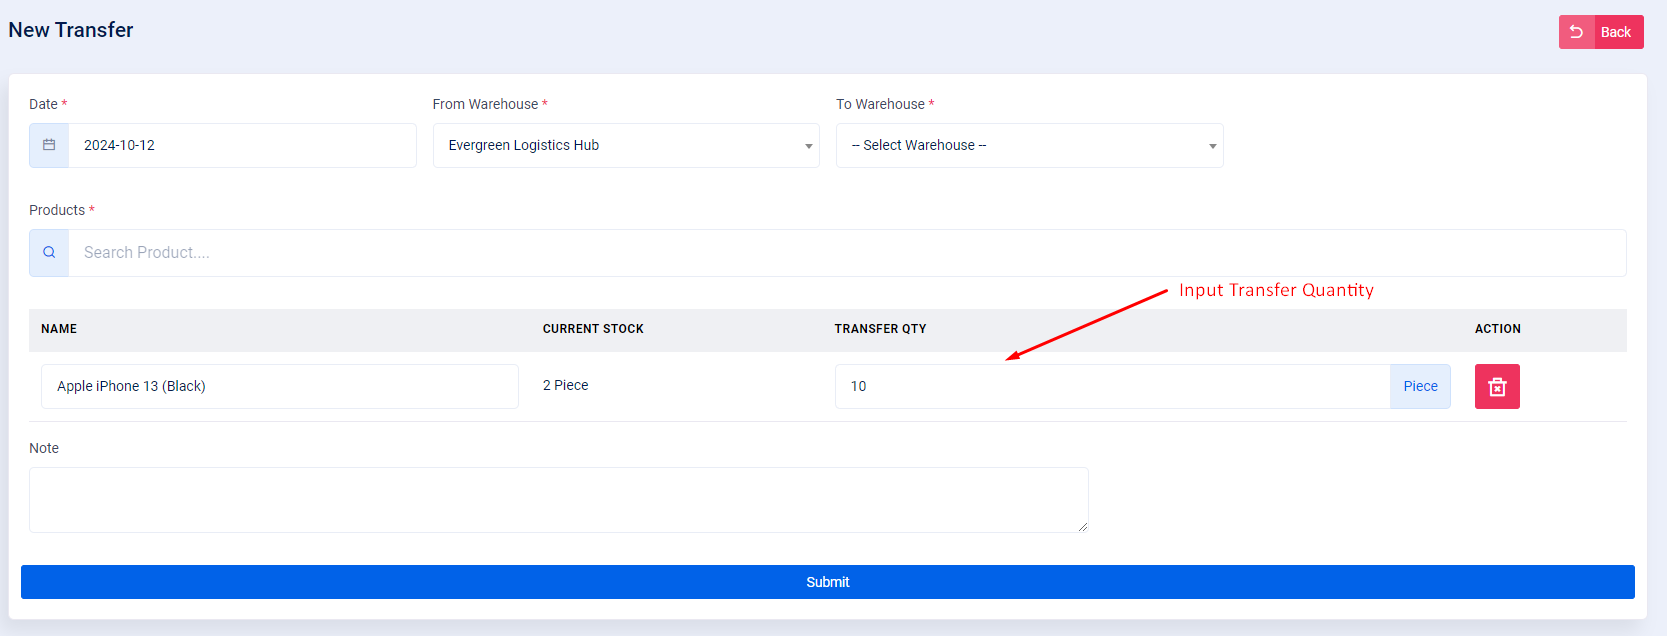 New Transfer
Back
Date * From Warehouse * To Warehouse *
2024-10-12 Evergreen Logistics Hub -- Select Warehouse --
Products *
Search Product....
Input Transfer Quantity
NAME CURRENT STOCK TRANSFER QTY ACTION
Apple iPhone 13 (Black) 2 Piece 10 Piece
Note
Submit